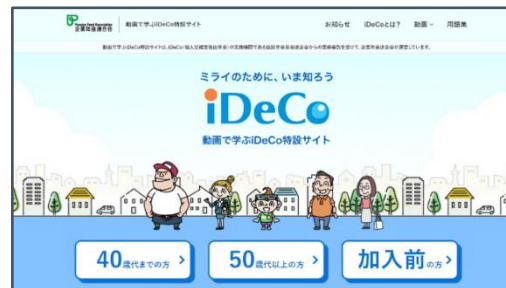 企業年金連合会
動画で学ぶiDeCo特設サイト
お知らせ iDeCoとは? 動画 用語集
ミライのために、いま知ろう
iDeCo
動画で学ぶiDeCo特設サイト
40歳代までの方
50歳代以上の方
加入前の方